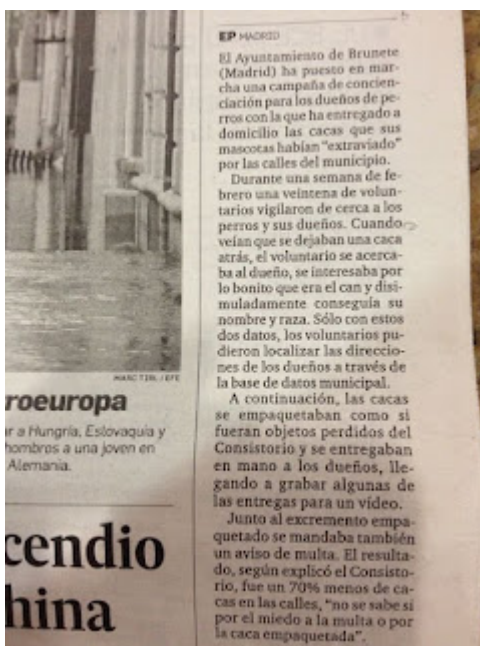 EP MADRID
El Ayuntamiento de Brunete
(Madrid) ha puesto en mar-
cha una campaña de concien-
ciación para los dueños de pe-
rros con la que ha entregado a
domicilio las cacas que sus
mascotas habían "extraviado"
por las calles del municipio.
Durante una semana de fe-
brero una veintena de volun-
tarios vigilaron de cerca a los
perros y sus dueños. Cuando
veían que se dejaban una caca
atrás, el voluntario se acerca-
ba al dueño, se interesaba por
lo bonito que era el can y disi-
muladamente conseguía su
nombre y raza. Sólo con estos
dos datos, los voluntarios pu-
dieron localizar las direccio-
nes de los dueños a través de
la base de datos municipal.
A continuación, las cacas
se empaquetaban como si
fueran objetos perdidos del
Consistorio y se entregaban
en mano a los dueños, lle-
gando a grabar algunas de
las entregas para un vídeo.
Junto al excremento empa-
quetado se mandaba también
un aviso de multa. El resulta-
do, según explicó el Consisto-
rio, fue un 70% menos de ca-
cas en las calles, "no se sabe si
por el miedo a la multa o por
la caca empaquetada".
/ EFE
roeuropa
ar a Hungría, Eslovaquia y
hombres a una joven en
Alemania.
cendio
hina